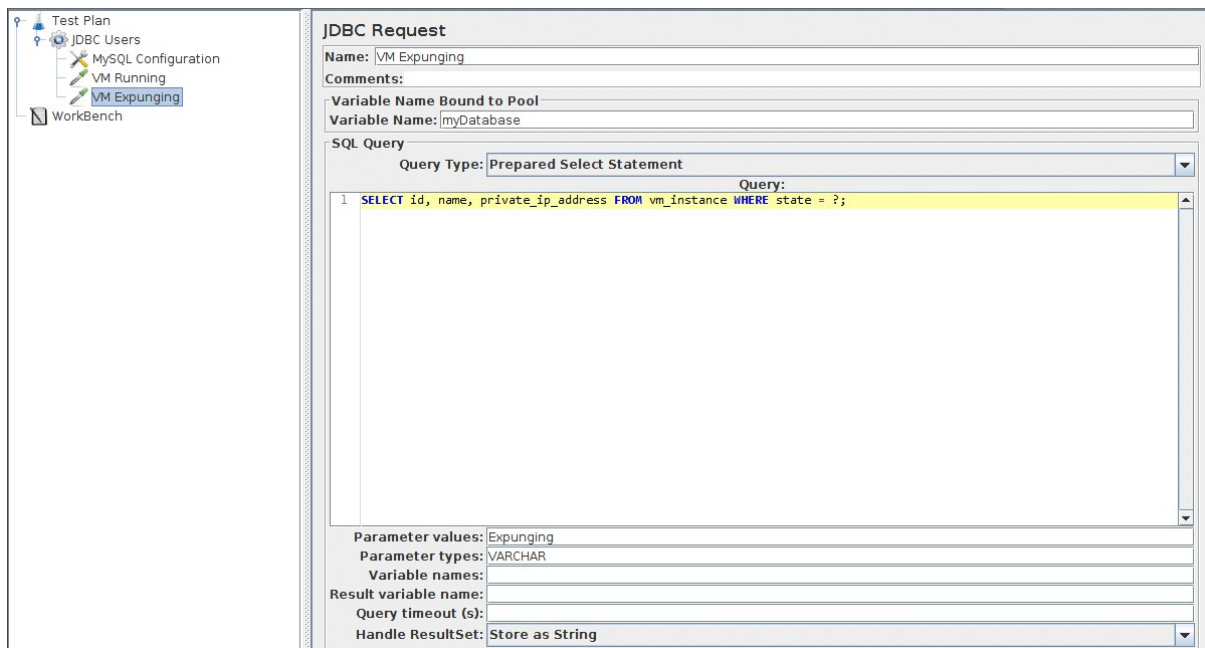 Test Plan
JDBC Users
MySQL Configuration
VM Running
VM Expunging
WorkBench
JDBC Request
Name: VM Expunging
Comments:
Variable Name Bound to Pool
Variable Name: myDatabase
SQL Query
Query Type: Prepared Select Statement
Query:
1 SELECT id, name, private_ip_address FROM vm_instance WHERE state = ?;
Parameter values: Expunging
Parameter types: VARCHAR
Variable names:
Result variable name:
Query timeout (s):
Handle ResultSet: Store as String